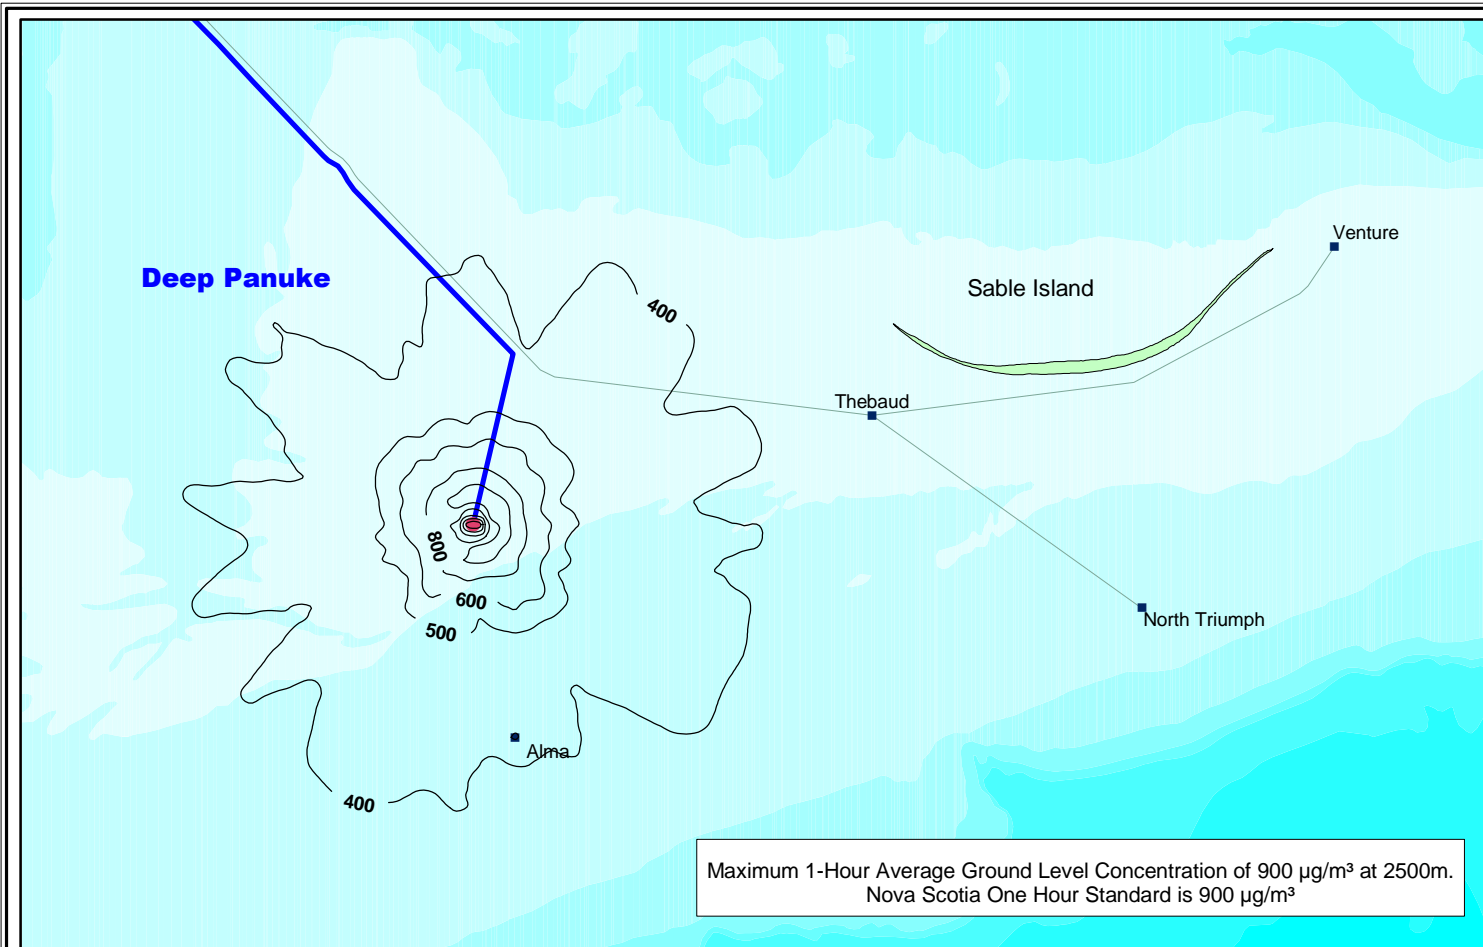 Venture
Deep Panuke
Sable Island
400
Thebaud
800
600
500
North Triumph
Alma
400
Maximum 1-Hour Average Ground Level Concentration of 900 µg/m³ at 2500m.
Nova Scotia One Hour Standard is 900 µg/m³